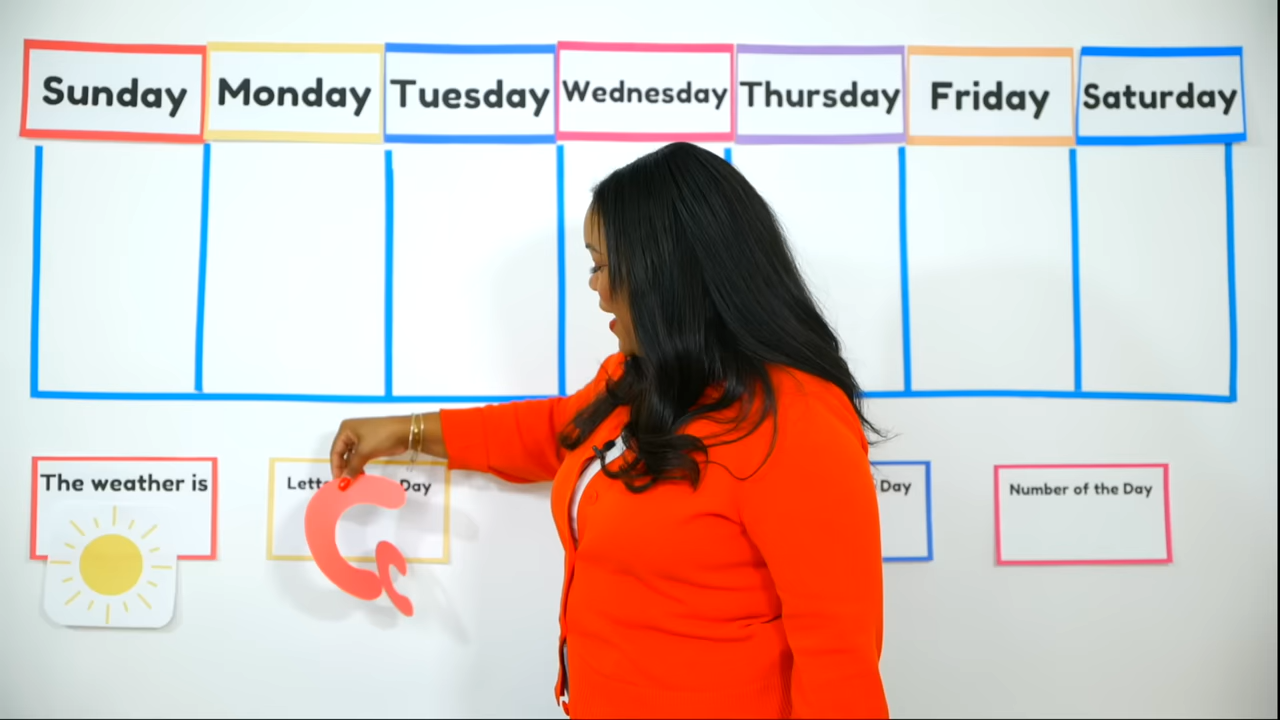 Sunday Monday Tuesday Wednesday Thursday Friday Saturday
The weather is
Day
Day
Number of the Day
C c